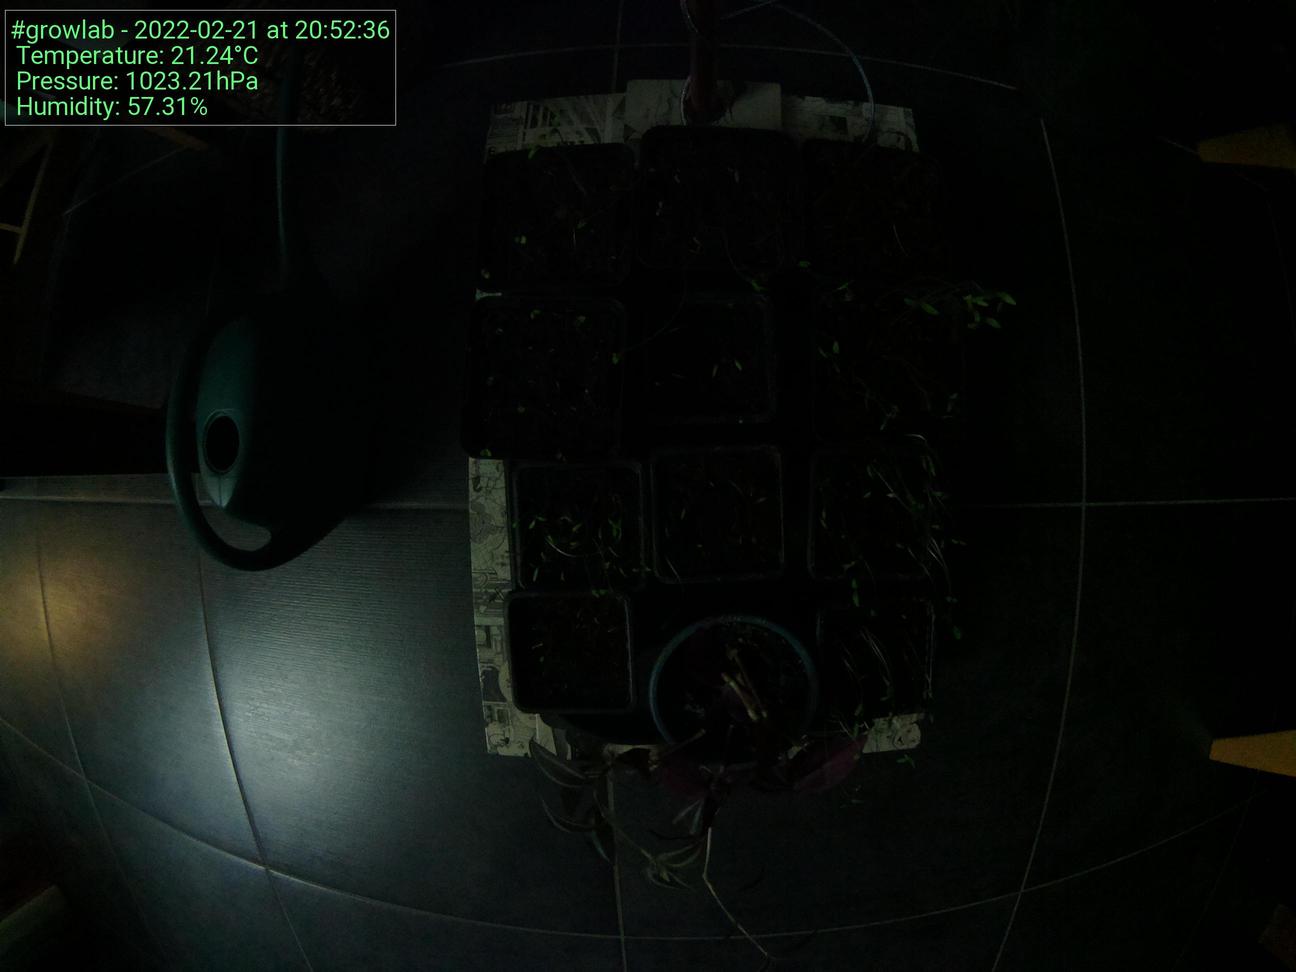 #growlab - 2022-02-21 at 20:52:36
Temperature: 21.24°C
Pressure: 1023.21hPa
Humidity: 57.31%